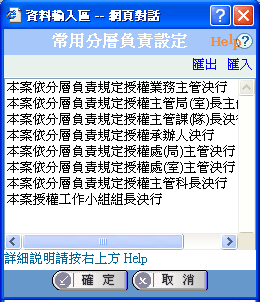 資料輸入區 -- 網頁對話
常用分層負責設定 Help?
匯出 匯入
本案依分層負責規定授權業務主管決行
本案依分層負責規定授權主管局(室)長主
本案依分層負責規定授權主管課(隊)長決
本案依分層負責規定授權承辦人決行
本案依分層負責規定授權處(局)主管決行
本案依分層負責規定授權處(室)主管決行
本案依分層負責規定授權主管科長決行
本案授權工作小組組長決行
詳細說明請按右上方 Help
確 定 取 消